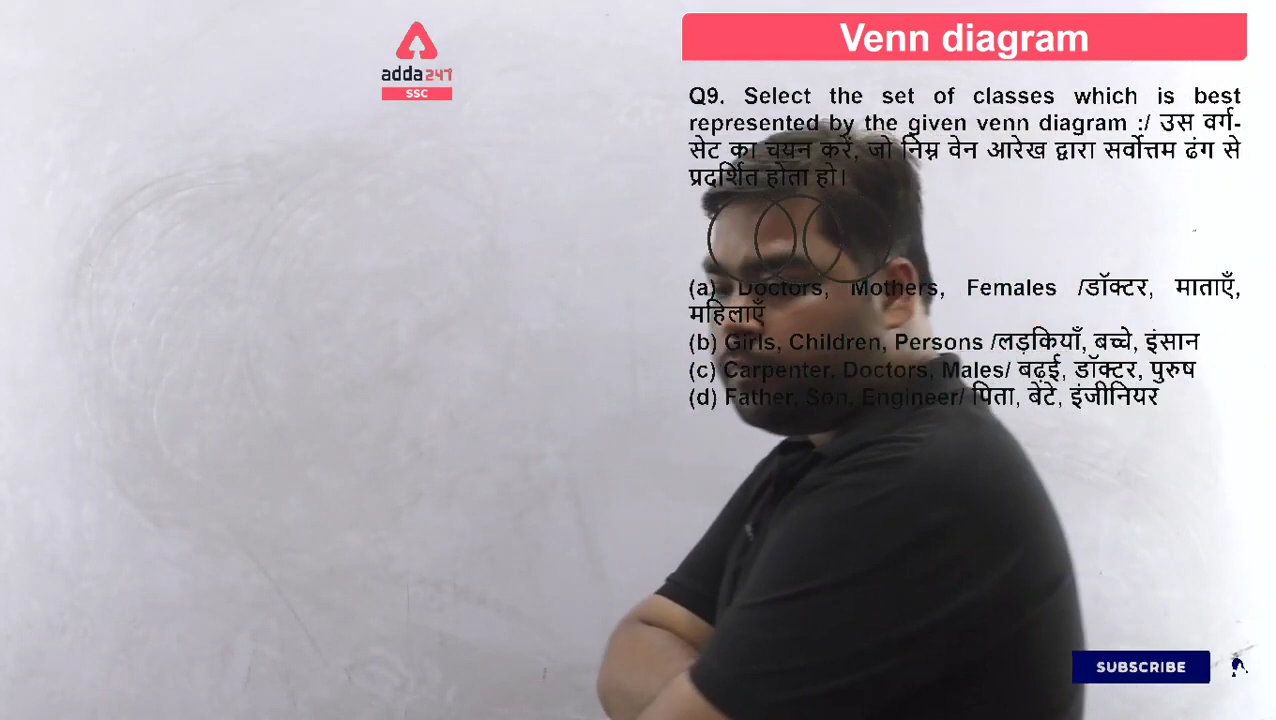 Venn diagram
adda247
SSC
Q9. Select the set of classes which is best
represented by the given venn diagram :/ उस वर्ग-
सेट का चयन करें, जो निम्न वेन आरेख द्वारा सर्वोत्तम ढंग से
प्रदर्शित होता हो।
(a) Doctors, Mothers, Females /डॉक्टर, माताएँ,
महिलाएँ
(b) Girls, Children, Persons /लड़कियाँ, बच्चे, इंसान
(c) Carpenter, Doctors, Males/ बढ़ई, डॉक्टर, पुरुष
(d) Father, Son, Engineer/ पिता, बेटे, इंजीनियर
SUBSCRIBE